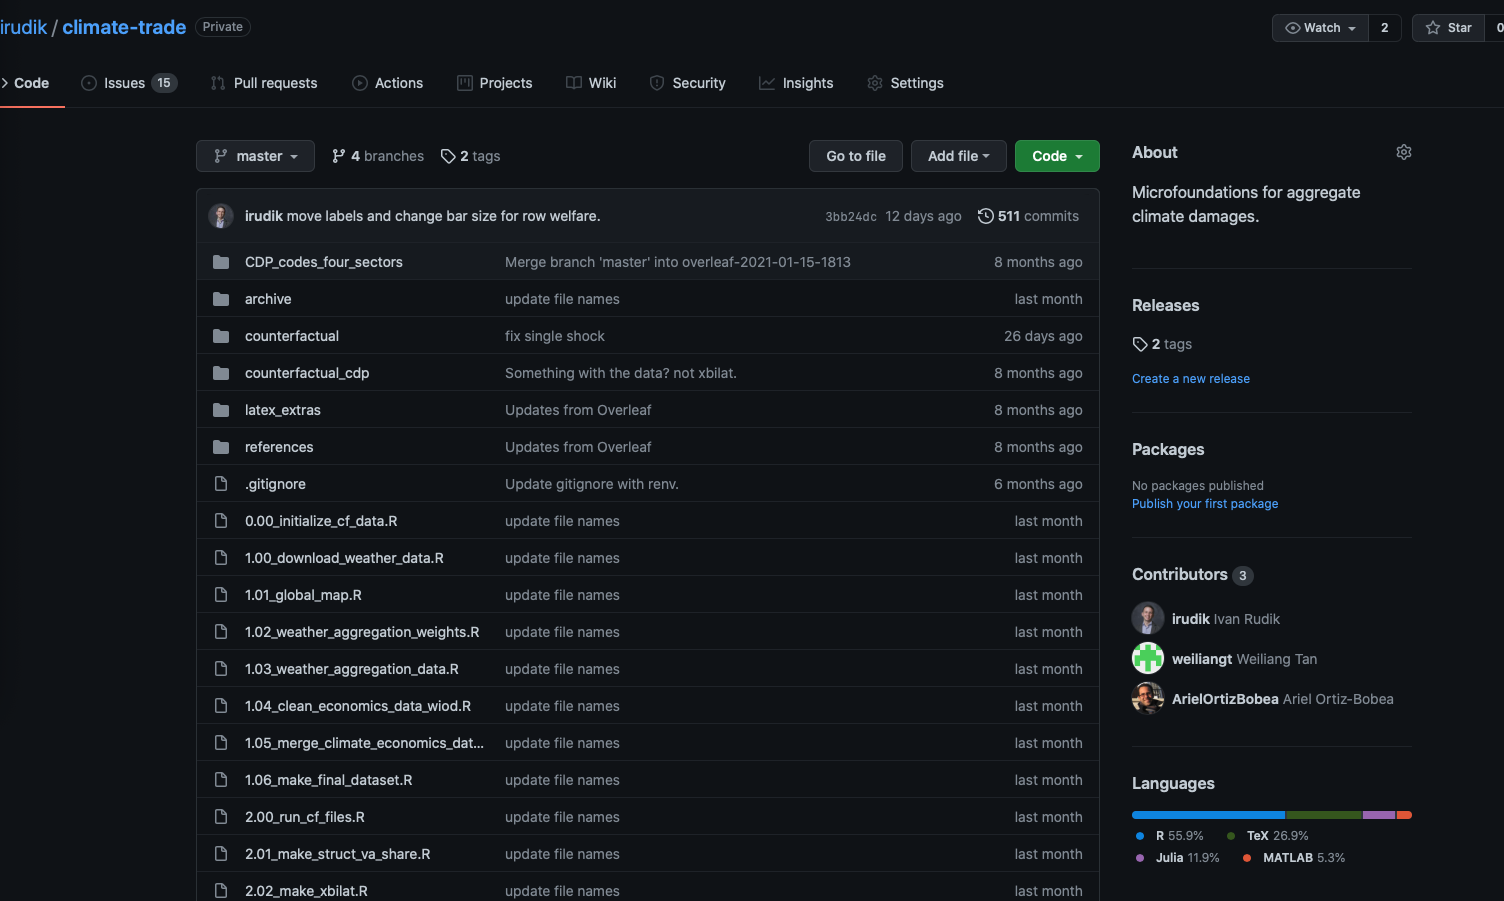 irudik / climate-trade Private
Watch 2 Star 0
Code Issues 15 Pull requests Actions Projects Wiki Security Insights Settings
master 4 branches 2 tags Go to file Add file Code
irudik move labels and change bar size for row welfare. 3bb24dc 12 days ago 511 commits
CDP_codes_four_sectors Merge branch 'master' into overleaf-2021-01-15-1813 8 months ago
archive update file names last month
counterfactual fix single shock 26 days ago
counterfactual_cdp Something with the data? not xbilat. 8 months ago
latex_extras Updates from Overleaf 8 months ago
references Updates from Overleaf 8 months ago
.gitignore Update gitignore with renv. 6 months ago
0.00_initialize_cf_data.R update file names last month
1.00_download_weather_data.R update file names last month
1.01_global_map.R update file names last month
1.02_weather_aggregation_weights.R update file names last month
1.03_weather_aggregation_data.R update file names last month
1.04_clean_economics_data_wiod.R update file names last month
1.05_merge_climate_economics_dat... update file names last month
1.06_make_final_dataset.R update file names last month
2.00_run_cf_files.R update file names last month
2.01_make_struct_va_share.R update file names last month
2.02_make_xbilat.R update file names last month
About
Microfoundations for aggregate
climate damages.
Releases
2 tags
Create a new release
Packages
No packages published
Publish your first package
Contributors 3
irudik Ivan Rudik
weiliangt Weiliang Tan
ArielOrtizBobea Ariel Ortiz-Bobea
Languages
R 55.9% TeX 26.9%
Julia 11.9% MATLAB 5.3%